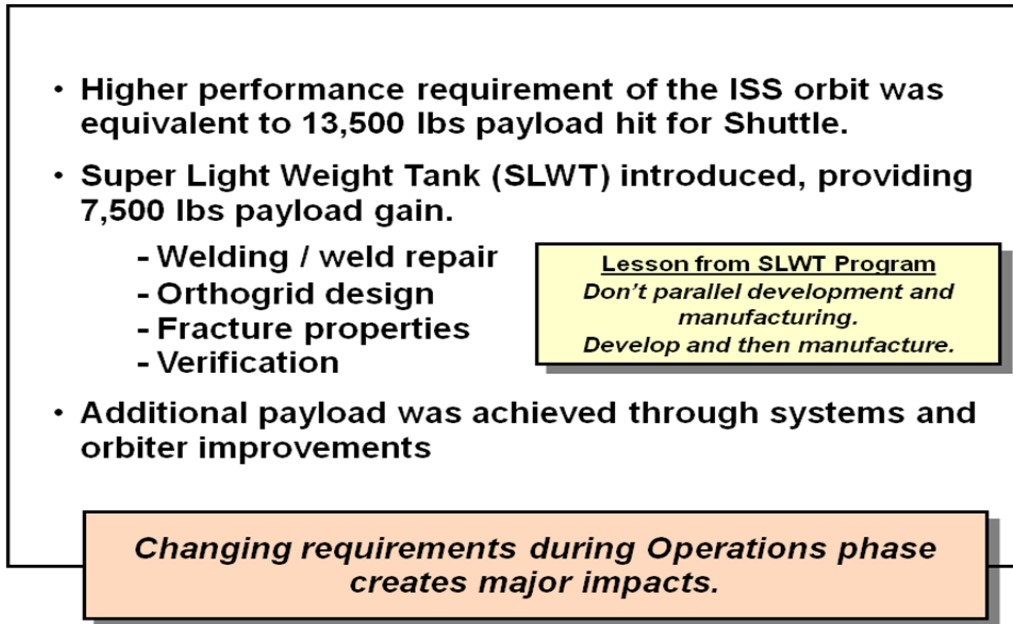 • Higher performance requirement of the ISS orbit was
equivalent to 13,500 lbs payload hit for Shuttle.
• Super Light Weight Tank (SLWT) introduced, providing
7,500 lbs payload gain.
- Welding / weld repair
- Orthogrid design
- Fracture properties
- Verification
Lesson from SLWT Program
Don’t parallel development and
manufacturing.
Develop and then manufacture.
• Additional payload was achieved through systems and
orbiter improvements
Changing requirements during Operations phase
creates major impacts.